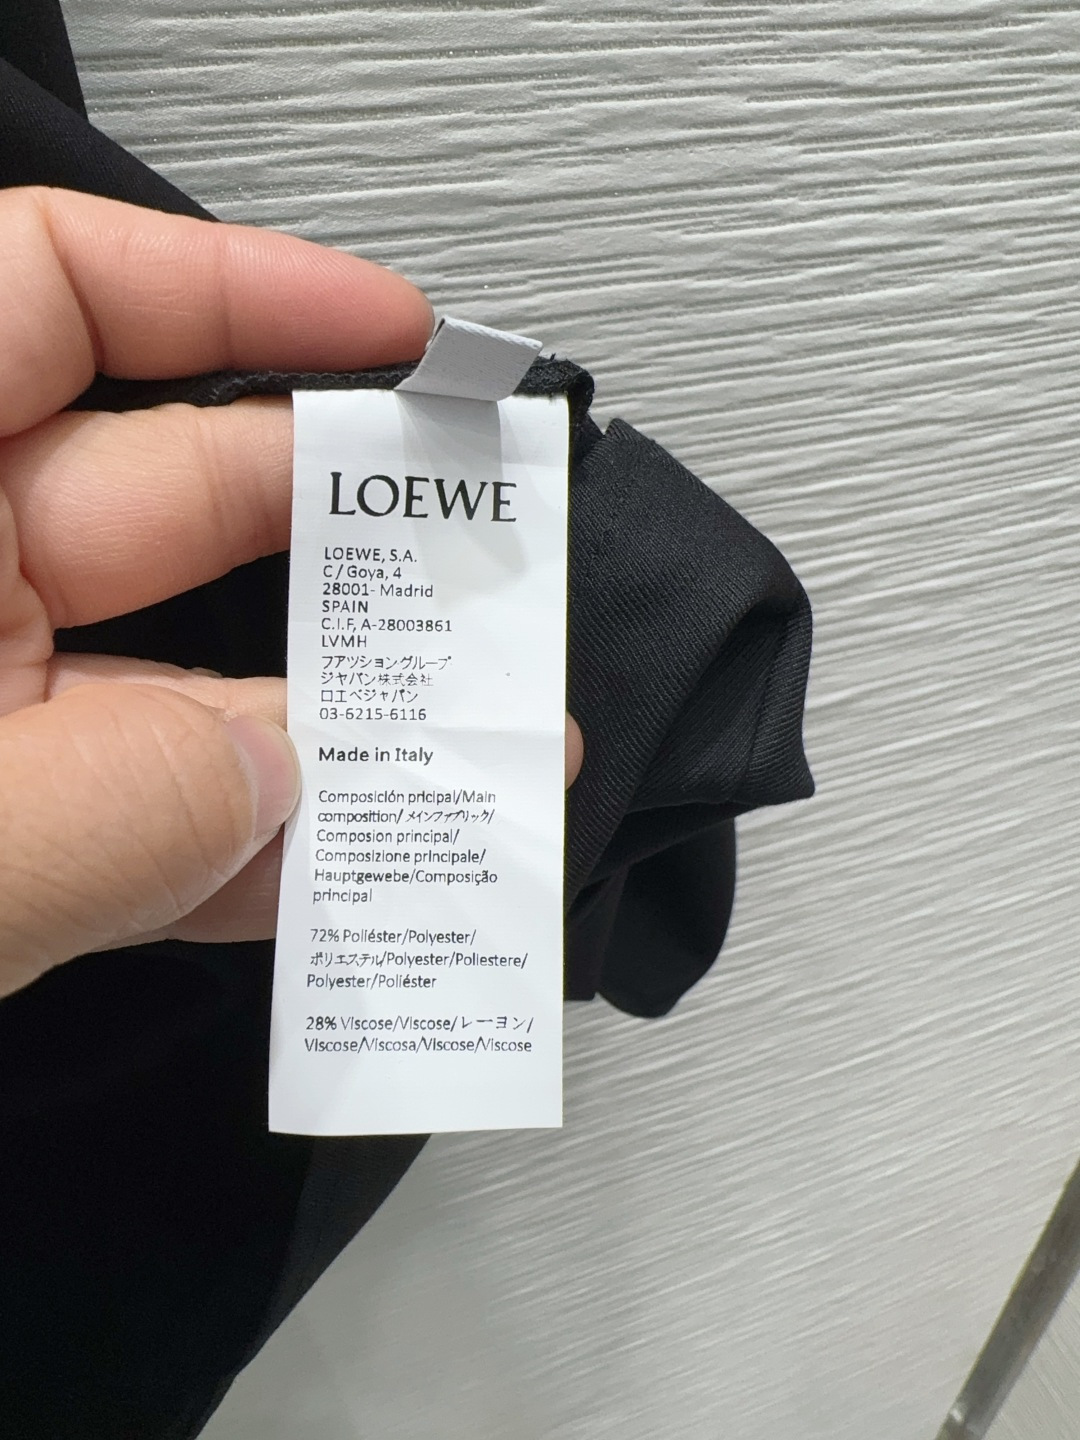 LOEWE
LOEWE, S.A.
C / Goya, 4
28001- Madrid
SPAIN
C.I.F, A-28003861
LVMH
フアツショングループ
ジヤパン株式会社
ロエベジャパン
03-6215-6116
Made in Italy
Composición pricipal/Main
composition/ メインファブリック/
Composion principal/
Composizione principale/
Hauptgewebe/Composição
principal
72% Poliéster/Polyester/
ポリエステル/Polyester/Poliestere/
Polyester/Poliéster
28% Viscose/Viscose/レーヨン/
Viscose/Viscosa/Viscose/Viscose